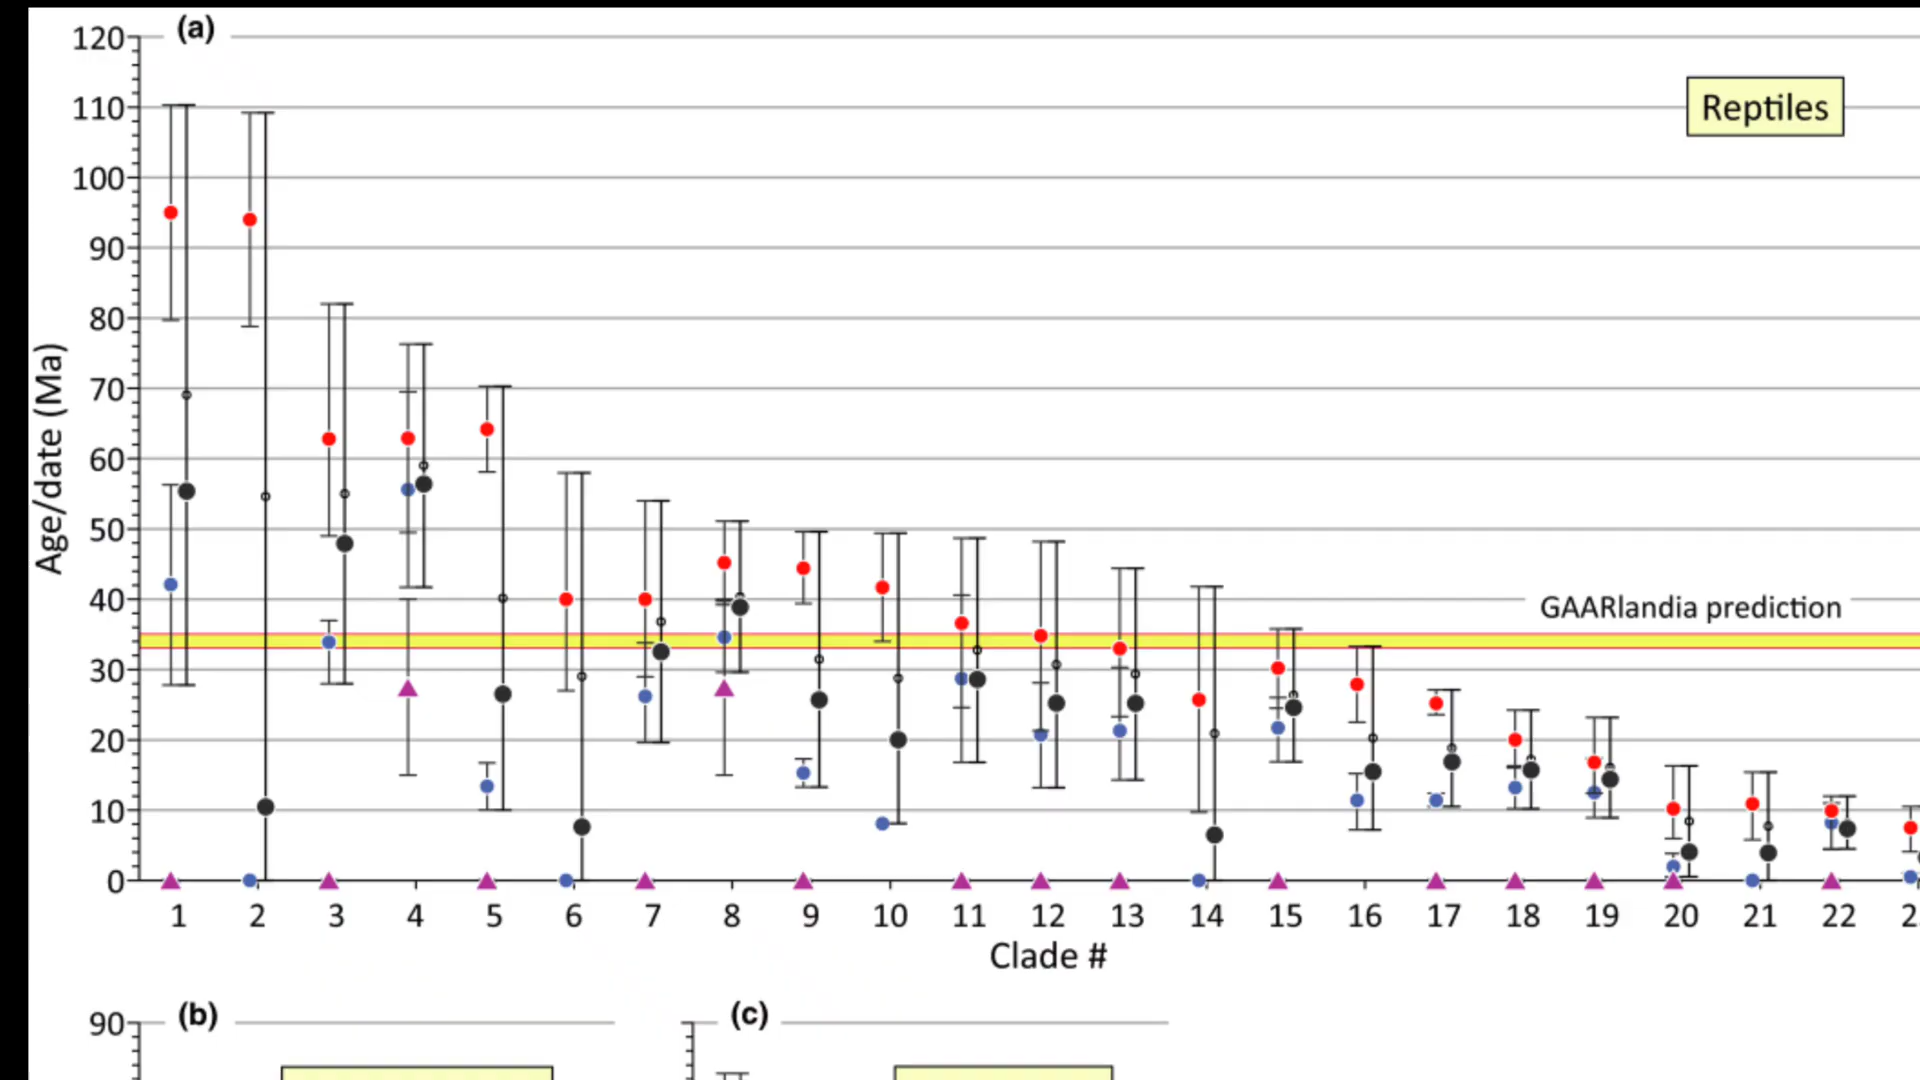 (a)
120
110
100
90
80
70
60
50
40
30
20
10
0
Age/date (Ma)
Reptiles
GAARlandia prediction
1 2 3 4 5 6 7 8 9 10 11 12 13 14 15 16 17 18 19 20 21 22
Clade #
(b)
90
(c)